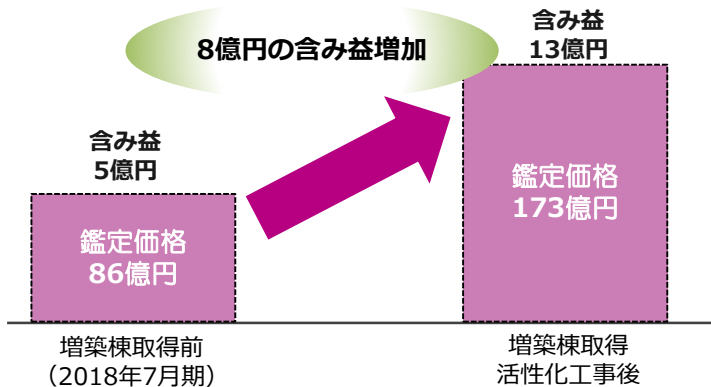 8億円の含み益増加
含み益
5億円
鑑定価格
86億円
増築棟取得前
（2018年7月期）
含み益
13億円
鑑定価格
173億円
増築棟取得
活性化工事後